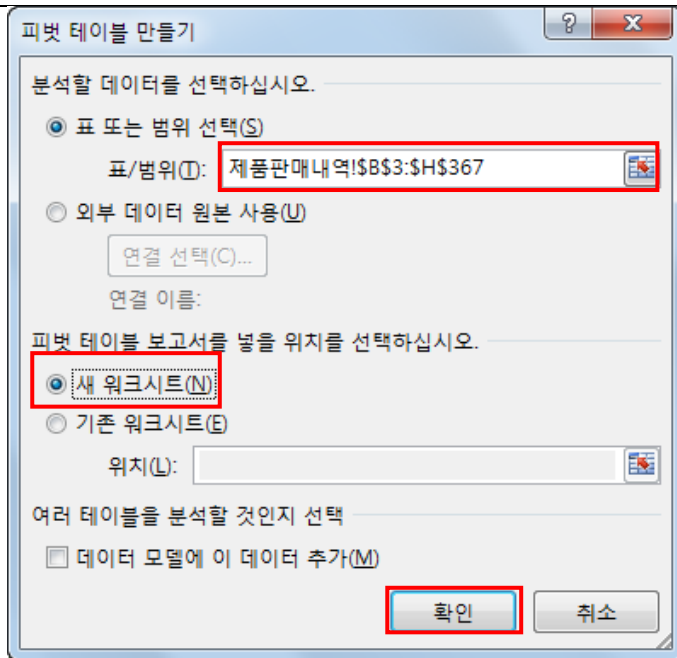 피벗 테이블 만들기
분석할 데이터를 선택하십시오.
표 또는 범위 선택(S)
표/범위(T): 제품판매내역!$B$3:$H$367
외부 데이터 원본 사용(U)
연결 선택(C)...
연결 이름:
피벗 테이블 보고서를 넣을 위치를 선택하십시오.
새 워크시트(N)
기존 워크시트(E)
위치(L):
여러 테이블을 분석할 것인지 선택
데이터 모델에 이 데이터 추가(M)
확인 취소